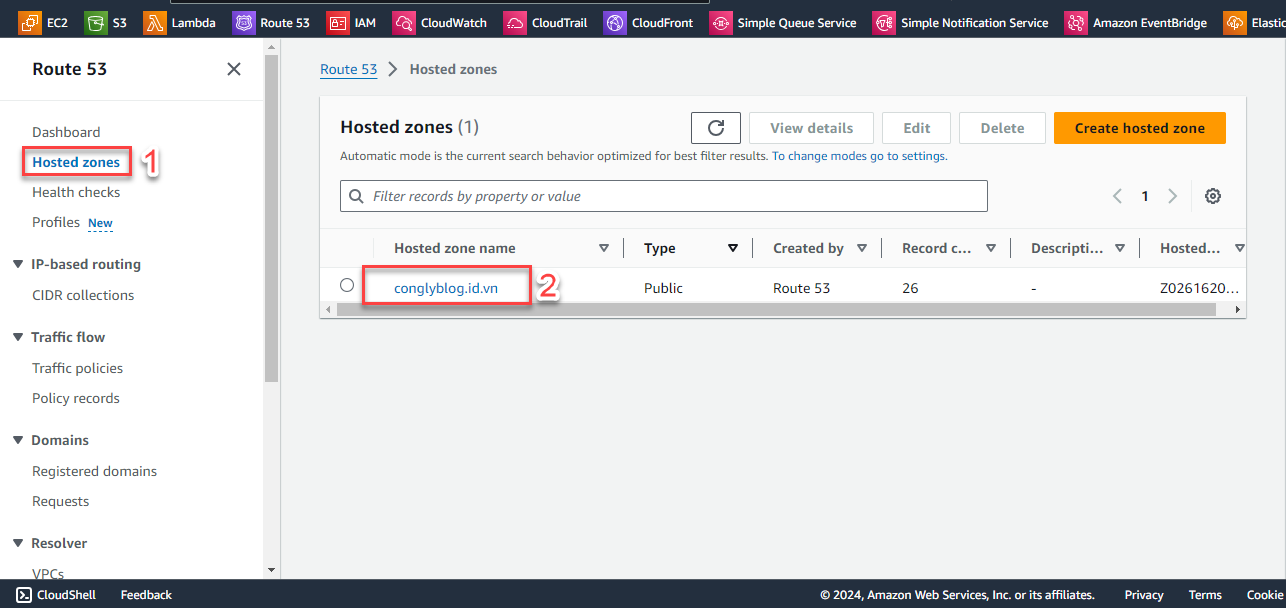 EC2 S3 Lambda Route 53 IAM CloudWatch CloudTrail CloudFront Simple Queue Service Simple Notification Service Amazon EventBridge Elastic
Route 53
Dashboard
Hosted zones 1
Health checks
Profiles New
IP-based routing
CIDR collections
Traffic flow
Traffic policies
Policy records
Domains
Registered domains
Requests
Resolver
VPCs
Route 53 Hosted zones
Hosted zones (1) View details Edit Delete Create hosted zone
Automatic mode is the current search behavior optimized for best filter results. To change modes go to settings.
Filter records by property or value 1
Hosted zone name Type Created by Record c... Descripti... Hosted...
conglyblog.id.vn 2 Public Route 53 26 - Z0261620...
CloudShell Feedback © 2024, Amazon Web Services, Inc. or its affiliates. Privacy Terms Cookie